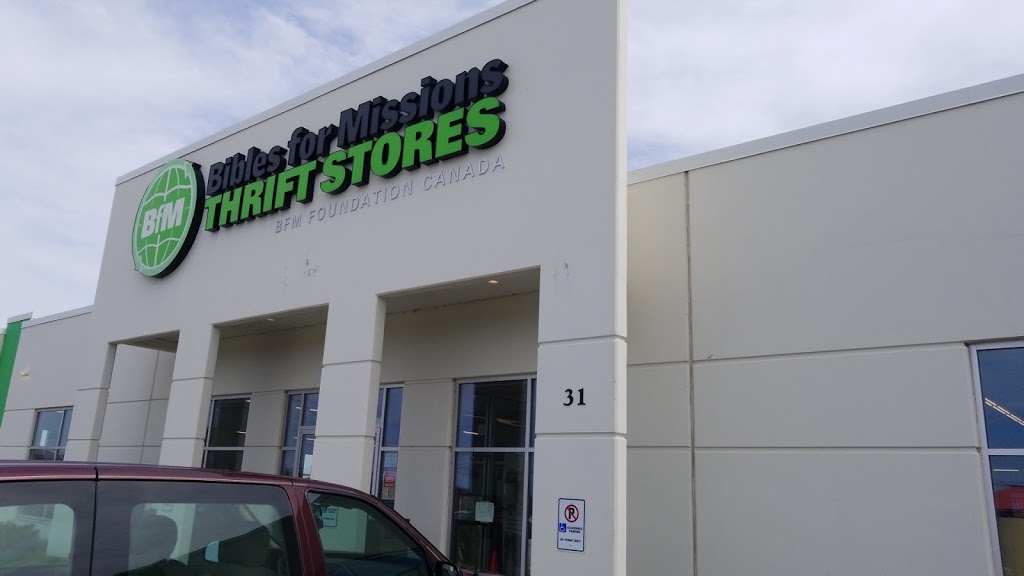 Bibles for Missions
BfM
THRIFT STORES
BFM FOUNDATION CANADA
31
P